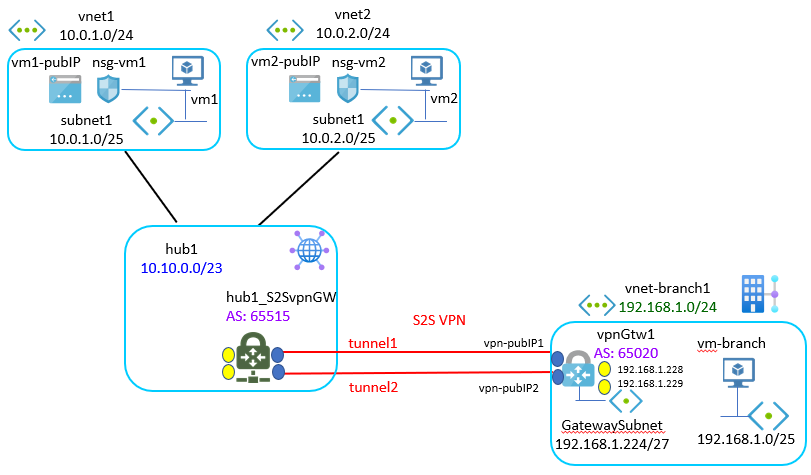 vnet1
10.0.1.0/24
vm1-pubIP
nsg-vm1
vm1
subnet1
10.0.1.0/25
vnet2
10.0.2.0/24
vm2-pubIP
nsg-vm2
vm2
subnet1
10.0.2.0/25
hub1
10.10.0.0/23
hub1_S2SvpnGW
AS: 65515
S2S VPN
tunnel1
tunnel2
vpn-pubIP1
vpn-pubIP2
vnet-branch1
192.168.1.0/24
vpnGtw1
AS: 65020
192.168.1.228
192.168.1.229
GatewaySubnet
192.168.1.224/27
vm-branch
192.168.1.0/25